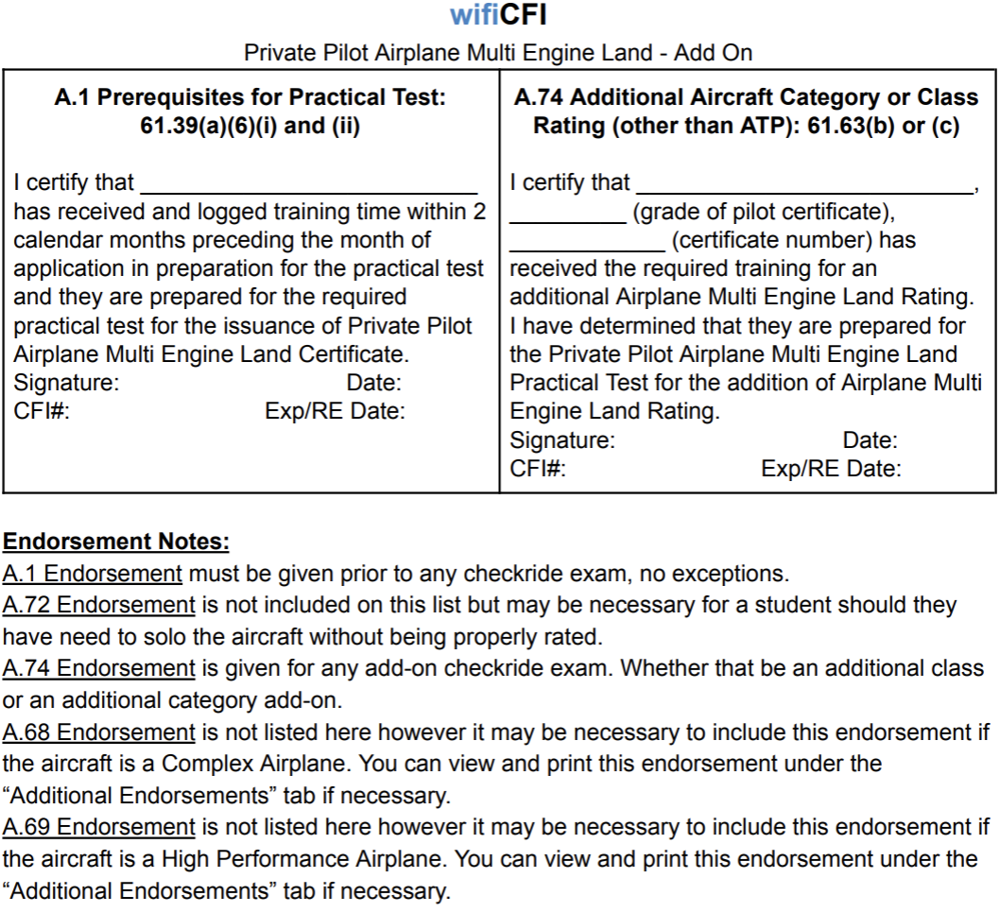 wifiCFI
Private Pilot Airplane Multi Engine Land - Add On
A.1 Prerequisites for Practical Test:
61.39(a)(6)(i) and (ii)
I certify that ___________________________
has received and logged training time within 2
calendar months preceding the month of
application in preparation for the practical test
and they are prepared for the required
practical test for the issuance of Private Pilot
Airplane Multi Engine Land Certificate.
Signature: Date:
CFI#: Exp/RE Date:
A.74 Additional Aircraft Category or Class
Rating (other than ATP): 61.63(b) or (c)
I certify that ___________________________,
_________ (grade of pilot certificate),
____________ (certificate number) has
received the required training for an
additional Airplane Multi Engine Land Rating.
I have determined that they are prepared for
the Private Pilot Airplane Multi Engine Land
Practical Test for the addition of Airplane Multi
Engine Land Rating.
Signature: Date:
CFI#: Exp/RE Date:
Endorsement Notes:
A.1 Endorsement must be given prior to any checkride exam, no exceptions.
A.72 Endorsement is not included on this list but may be necessary for a student should they
have need to solo the aircraft without being properly rated.
A.74 Endorsement is given for any add-on checkride exam. Whether that be an additional class
or an additional category add-on.
A.68 Endorsement is not listed here however it may be necessary to include this endorsement if
the aircraft is a Complex Airplane. You can view and print this endorsement under the
“Additional Endorsements” tab if necessary.
A.69 Endorsement is not listed here however it may be necessary to include this endorsement if
the aircraft is a High Performance Airplane. You can view and print this endorsement under the
“Additional Endorsements” tab if necessary.